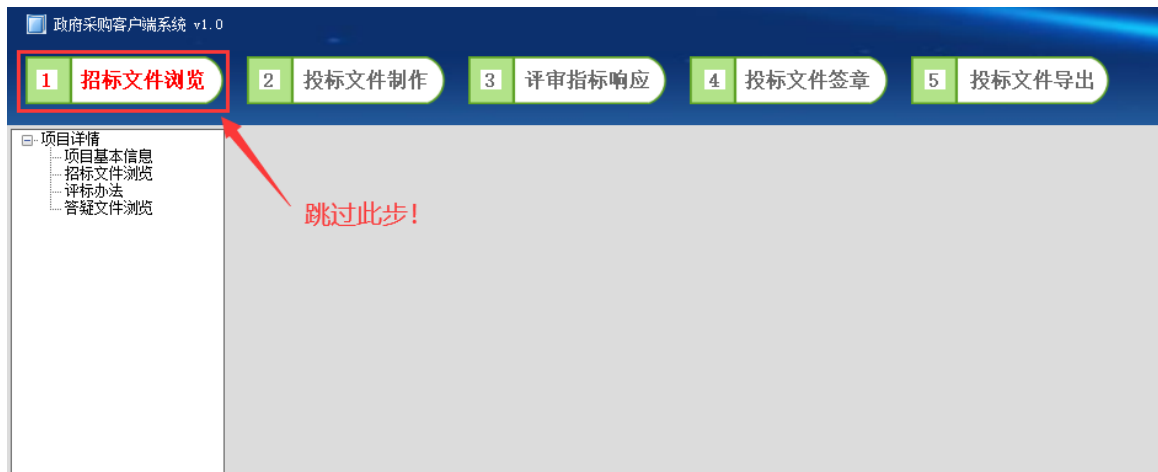 政府采购客户端系统 v1.0
1 招标文件浏览 2 投标文件制作 3 评审指标响应 4 投标文件签章 5 投标文件导出
项目详情
项目基本信息
招标文件浏览
评标办法
答疑文件浏览
跳过此步！